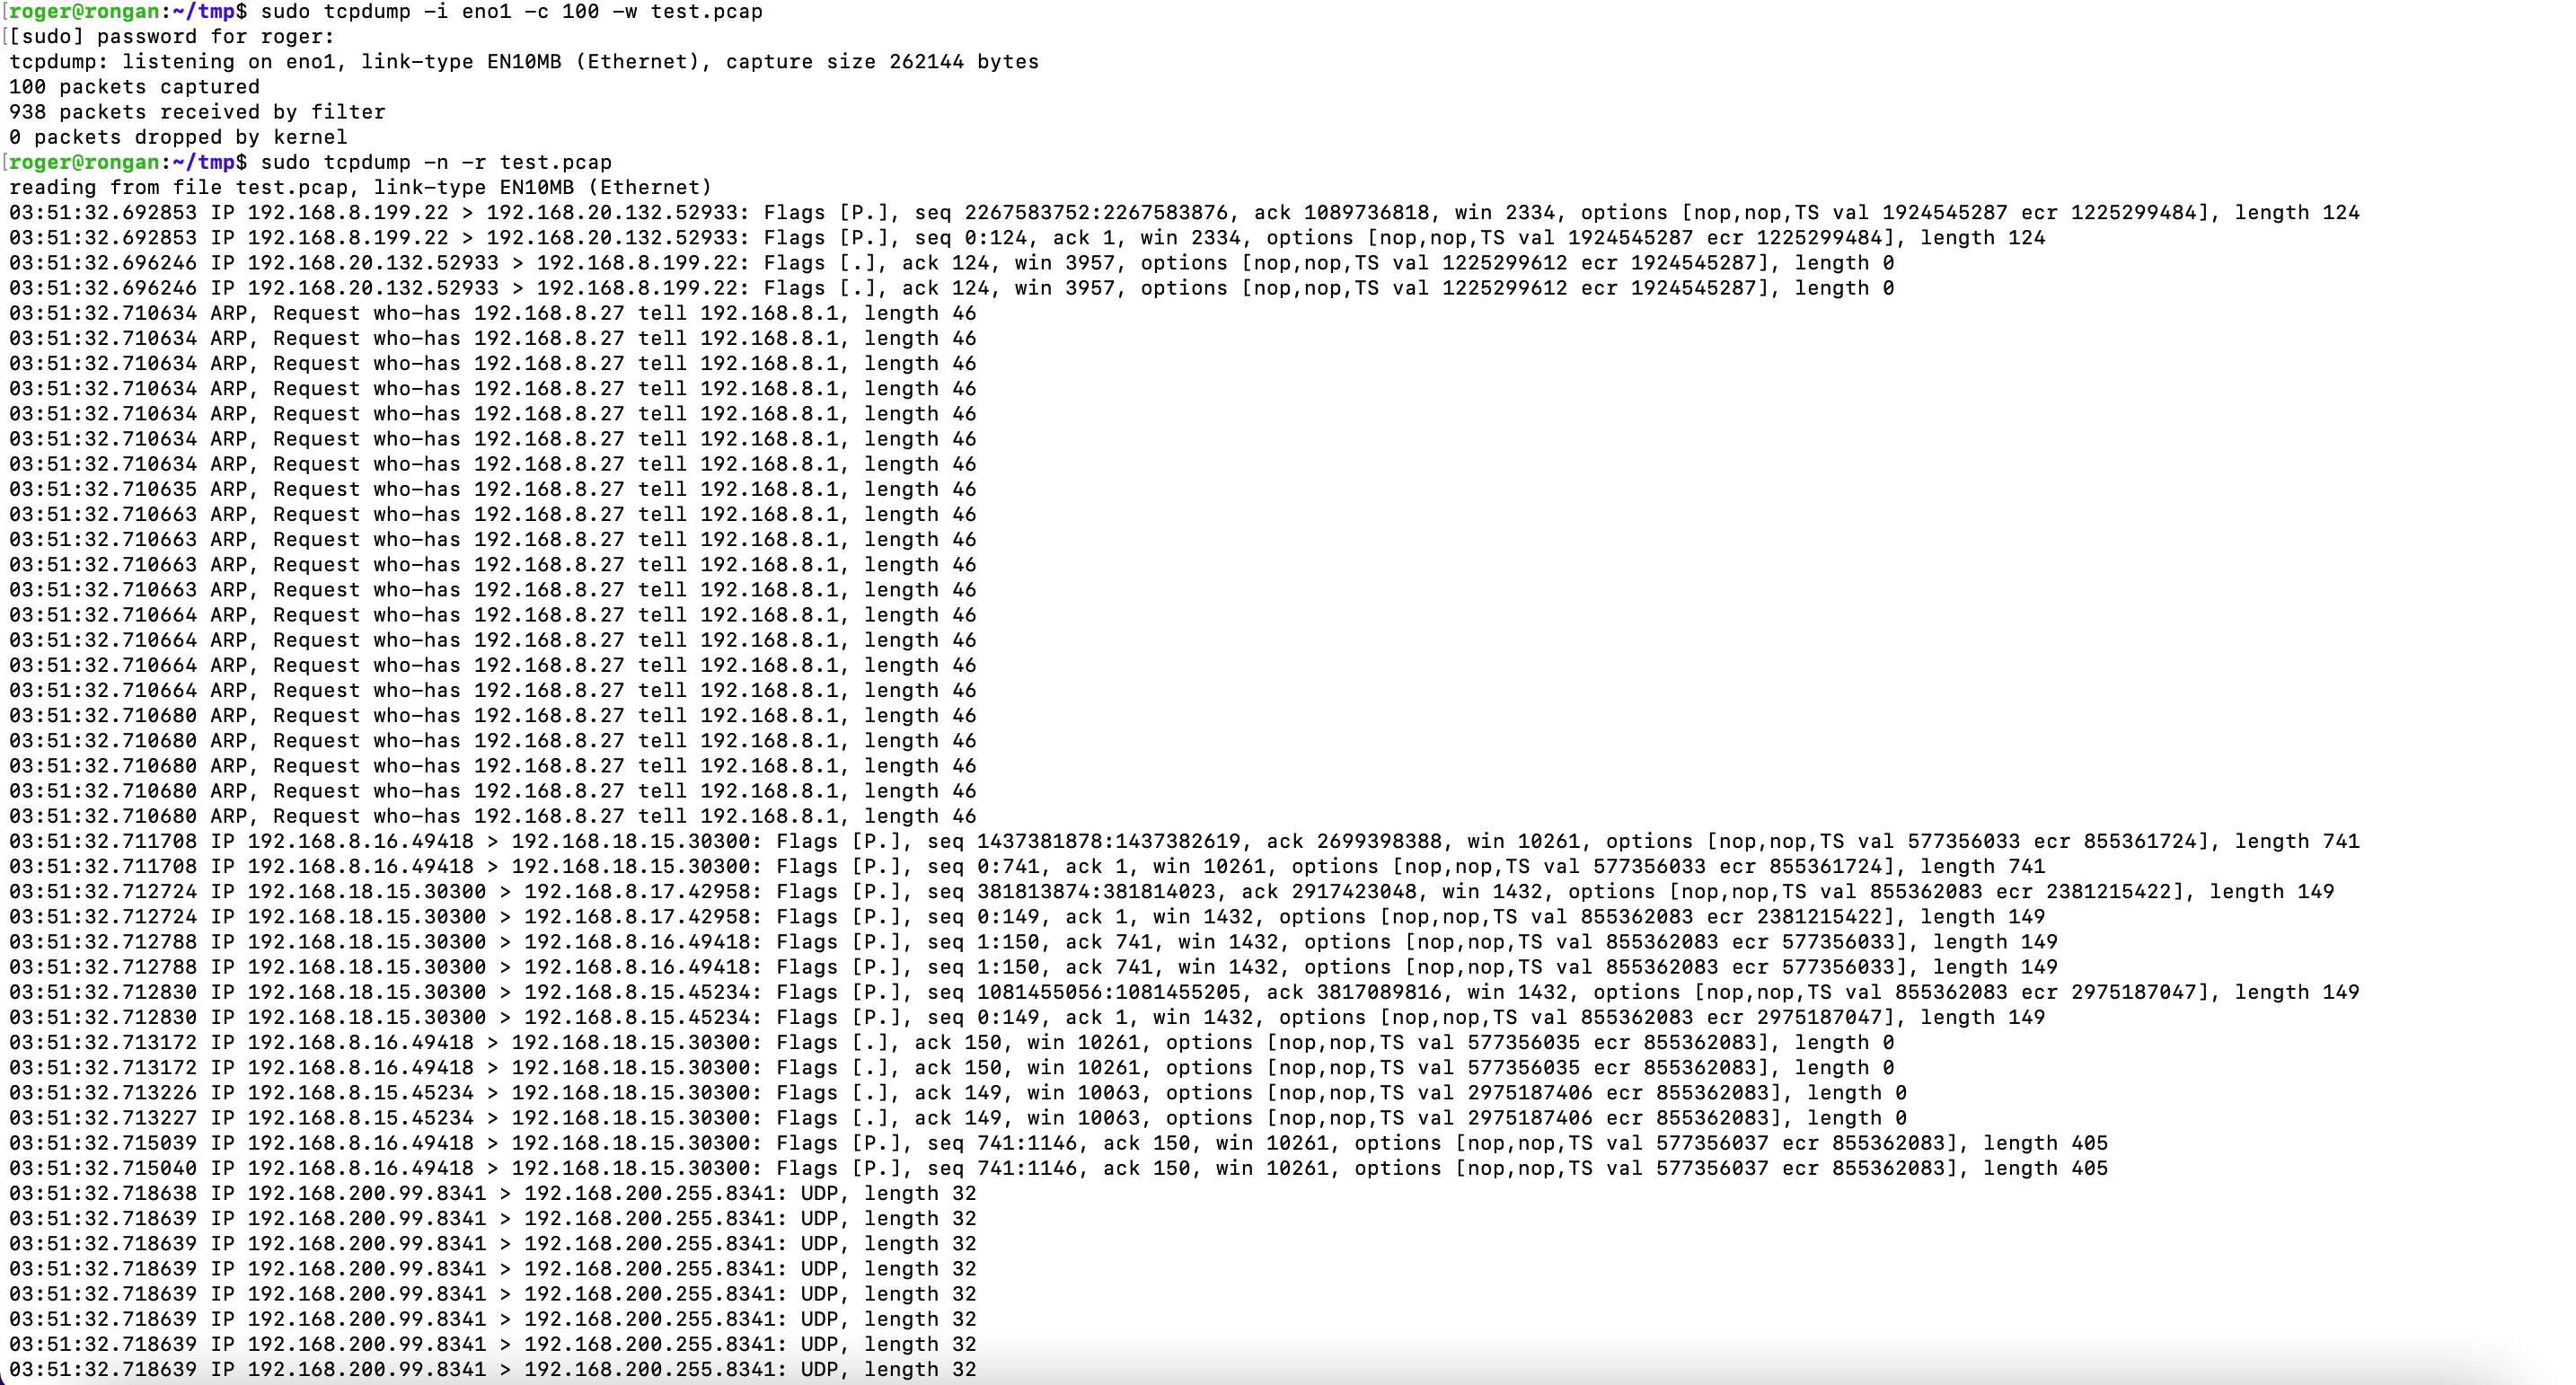 [roger@rongan:~/tmp$ sudo tcpdump -i eno1 -c 100 -w test.pcap
[[sudo] password for roger:
tcpdump: listening on eno1, link-type EN10MB (Ethernet), capture size 262144 bytes
100 packets captured
938 packets received by filter
0 packets dropped by kernel
[roger@rongan:~/tmp$ sudo tcpdump -n -r test.pcap
reading from file test.pcap, link-type EN10MB (Ethernet)
03:51:32.692853 IP 192.168.8.199.22 > 192.168.20.132.52933: Flags [P.], seq 2267583752:2267583876, ack 1089736818, win 2334, options [nop,nop,TS val 1924545287 ecr 1225299484], length 124
03:51:32.692853 IP 192.168.8.199.22 > 192.168.20.132.52933: Flags [P.], seq 0:124, ack 1, win 2334, options [nop,nop,TS val 1924545287 ecr 1225299484], length 124
03:51:32.696246 IP 192.168.20.132.52933 > 192.168.8.199.22: Flags [.], ack 124, win 3957, options [nop,nop,TS val 1225299612 ecr 1924545287], length 0
03:51:32.696246 IP 192.168.20.132.52933 > 192.168.8.199.22: Flags [.], ack 124, win 3957, options [nop,nop,TS val 1225299612 ecr 1924545287], length 0
03:51:32.710634 ARP, Request who-has 192.168.8.27 tell 192.168.8.1, length 46
03:51:32.710634 ARP, Request who-has 192.168.8.27 tell 192.168.8.1, length 46
03:51:32.710634 ARP, Request who-has 192.168.8.27 tell 192.168.8.1, length 46
03:51:32.710634 ARP, Request who-has 192.168.8.27 tell 192.168.8.1, length 46
03:51:32.710634 ARP, Request who-has 192.168.8.27 tell 192.168.8.1, length 46
03:51:32.710634 ARP, Request who-has 192.168.8.27 tell 192.168.8.1, length 46
03:51:32.710634 ARP, Request who-has 192.168.8.27 tell 192.168.8.1, length 46
03:51:32.710635 ARP, Request who-has 192.168.8.27 tell 192.168.8.1, length 46
03:51:32.710663 ARP, Request who-has 192.168.8.27 tell 192.168.8.1, length 46
03:51:32.710663 ARP, Request who-has 192.168.8.27 tell 192.168.8.1, length 46
03:51:32.710663 ARP, Request who-has 192.168.8.27 tell 192.168.8.1, length 46
03:51:32.710663 ARP, Request who-has 192.168.8.27 tell 192.168.8.1, length 46
03:51:32.710664 ARP, Request who-has 192.168.8.27 tell 192.168.8.1, length 46
03:51:32.710664 ARP, Request who-has 192.168.8.27 tell 192.168.8.1, length 46
03:51:32.710664 ARP, Request who-has 192.168.8.27 tell 192.168.8.1, length 46
03:51:32.710664 ARP, Request who-has 192.168.8.27 tell 192.168.8.1, length 46
03:51:32.710680 ARP, Request who-has 192.168.8.27 tell 192.168.8.1, length 46
03:51:32.710680 ARP, Request who-has 192.168.8.27 tell 192.168.8.1, length 46
03:51:32.710680 ARP, Request who-has 192.168.8.27 tell 192.168.8.1, length 46
03:51:32.710680 ARP, Request who-has 192.168.8.27 tell 192.168.8.1, length 46
03:51:32.710680 ARP, Request who-has 192.168.8.27 tell 192.168.8.1, length 46
03:51:32.711708 IP 192.168.8.16.49418 > 192.168.18.15.30300: Flags [P.], seq 1437381878:1437382619, ack 2699398388, win 10261, options [nop,nop,TS val 577356033 ecr 855361724], length 741
03:51:32.711708 IP 192.168.8.16.49418 > 192.168.18.15.30300: Flags [P.], seq 0:741, ack 1, win 10261, options [nop,nop,TS val 577356033 ecr 855361724], length 741
03:51:32.712724 IP 192.168.18.15.30300 > 192.168.8.17.42958: Flags [P.], seq 381813874:381814023, ack 2917423048, win 1432, options [nop,nop,TS val 855362083 ecr 2381215422], length 149
03:51:32.712724 IP 192.168.18.15.30300 > 192.168.8.17.42958: Flags [P.], seq 0:149, ack 1, win 1432, options [nop,nop,TS val 855362083 ecr 2381215422], length 149
03:51:32.712788 IP 192.168.18.15.30300 > 192.168.8.16.49418: Flags [P.], seq 1:150, ack 741, win 1432, options [nop,nop,TS val 855362083 ecr 577356033], length 149
03:51:32.712788 IP 192.168.18.15.30300 > 192.168.8.16.49418: Flags [P.], seq 1:150, ack 741, win 1432, options [nop,nop,TS val 855362083 ecr 577356033], length 149
03:51:32.712830 IP 192.168.18.15.30300 > 192.168.8.15.45234: Flags [P.], seq 1081455056:1081455205, ack 3817089816, win 1432, options [nop,nop,TS val 855362083 ecr 2975187047], length 149
03:51:32.712830 IP 192.168.18.15.30300 > 192.168.8.15.45234: Flags [P.], seq 0:149, ack 1, win 1432, options [nop,nop,TS val 855362083 ecr 2975187047], length 149
03:51:32.713172 IP 192.168.8.16.49418 > 192.168.18.15.30300: Flags [.], ack 150, win 10261, options [nop,nop,TS val 577356035 ecr 855362083], length 0
03:51:32.713172 IP 192.168.8.16.49418 > 192.168.18.15.30300: Flags [.], ack 150, win 10261, options [nop,nop,TS val 577356035 ecr 855362083], length 0
03:51:32.713226 IP 192.168.8.15.45234 > 192.168.18.15.30300: Flags [.], ack 149, win 10063, options [nop,nop,TS val 2975187406 ecr 855362083], length 0
03:51:32.713227 IP 192.168.8.15.45234 > 192.168.18.15.30300: Flags [.], ack 149, win 10063, options [nop,nop,TS val 2975187406 ecr 855362083], length 0
03:51:32.715039 IP 192.168.8.16.49418 > 192.168.18.15.30300: Flags [P.], seq 741:1146, ack 150, win 10261, options [nop,nop,TS val 577356037 ecr 855362083], length 405
03:51:32.715040 IP 192.168.8.16.49418 > 192.168.18.15.30300: Flags [P.], seq 741:1146, ack 150, win 10261, options [nop,nop,TS val 577356037 ecr 855362083], length 405
03:51:32.718638 IP 192.168.200.99.8341 > 192.168.200.255.8341: UDP, length 32
03:51:32.718639 IP 192.168.200.99.8341 > 192.168.200.255.8341: UDP, length 32
03:51:32.718639 IP 192.168.200.99.8341 > 192.168.200.255.8341: UDP, length 32
03:51:32.718639 IP 192.168.200.99.8341 > 192.168.200.255.8341: UDP, length 32
03:51:32.718639 IP 192.168.200.99.8341 > 192.168.200.255.8341: UDP, length 32
03:51:32.718639 IP 192.168.200.99.8341 > 192.168.200.255.8341: UDP, length 32
03:51:32.718639 IP 192.168.200.99.8341 > 192.168.200.255.8341: UDP, length 32
03:51:32.718639 IP 192.168.200.99.8341 > 192.168.200.255.8341: UDP, length 32